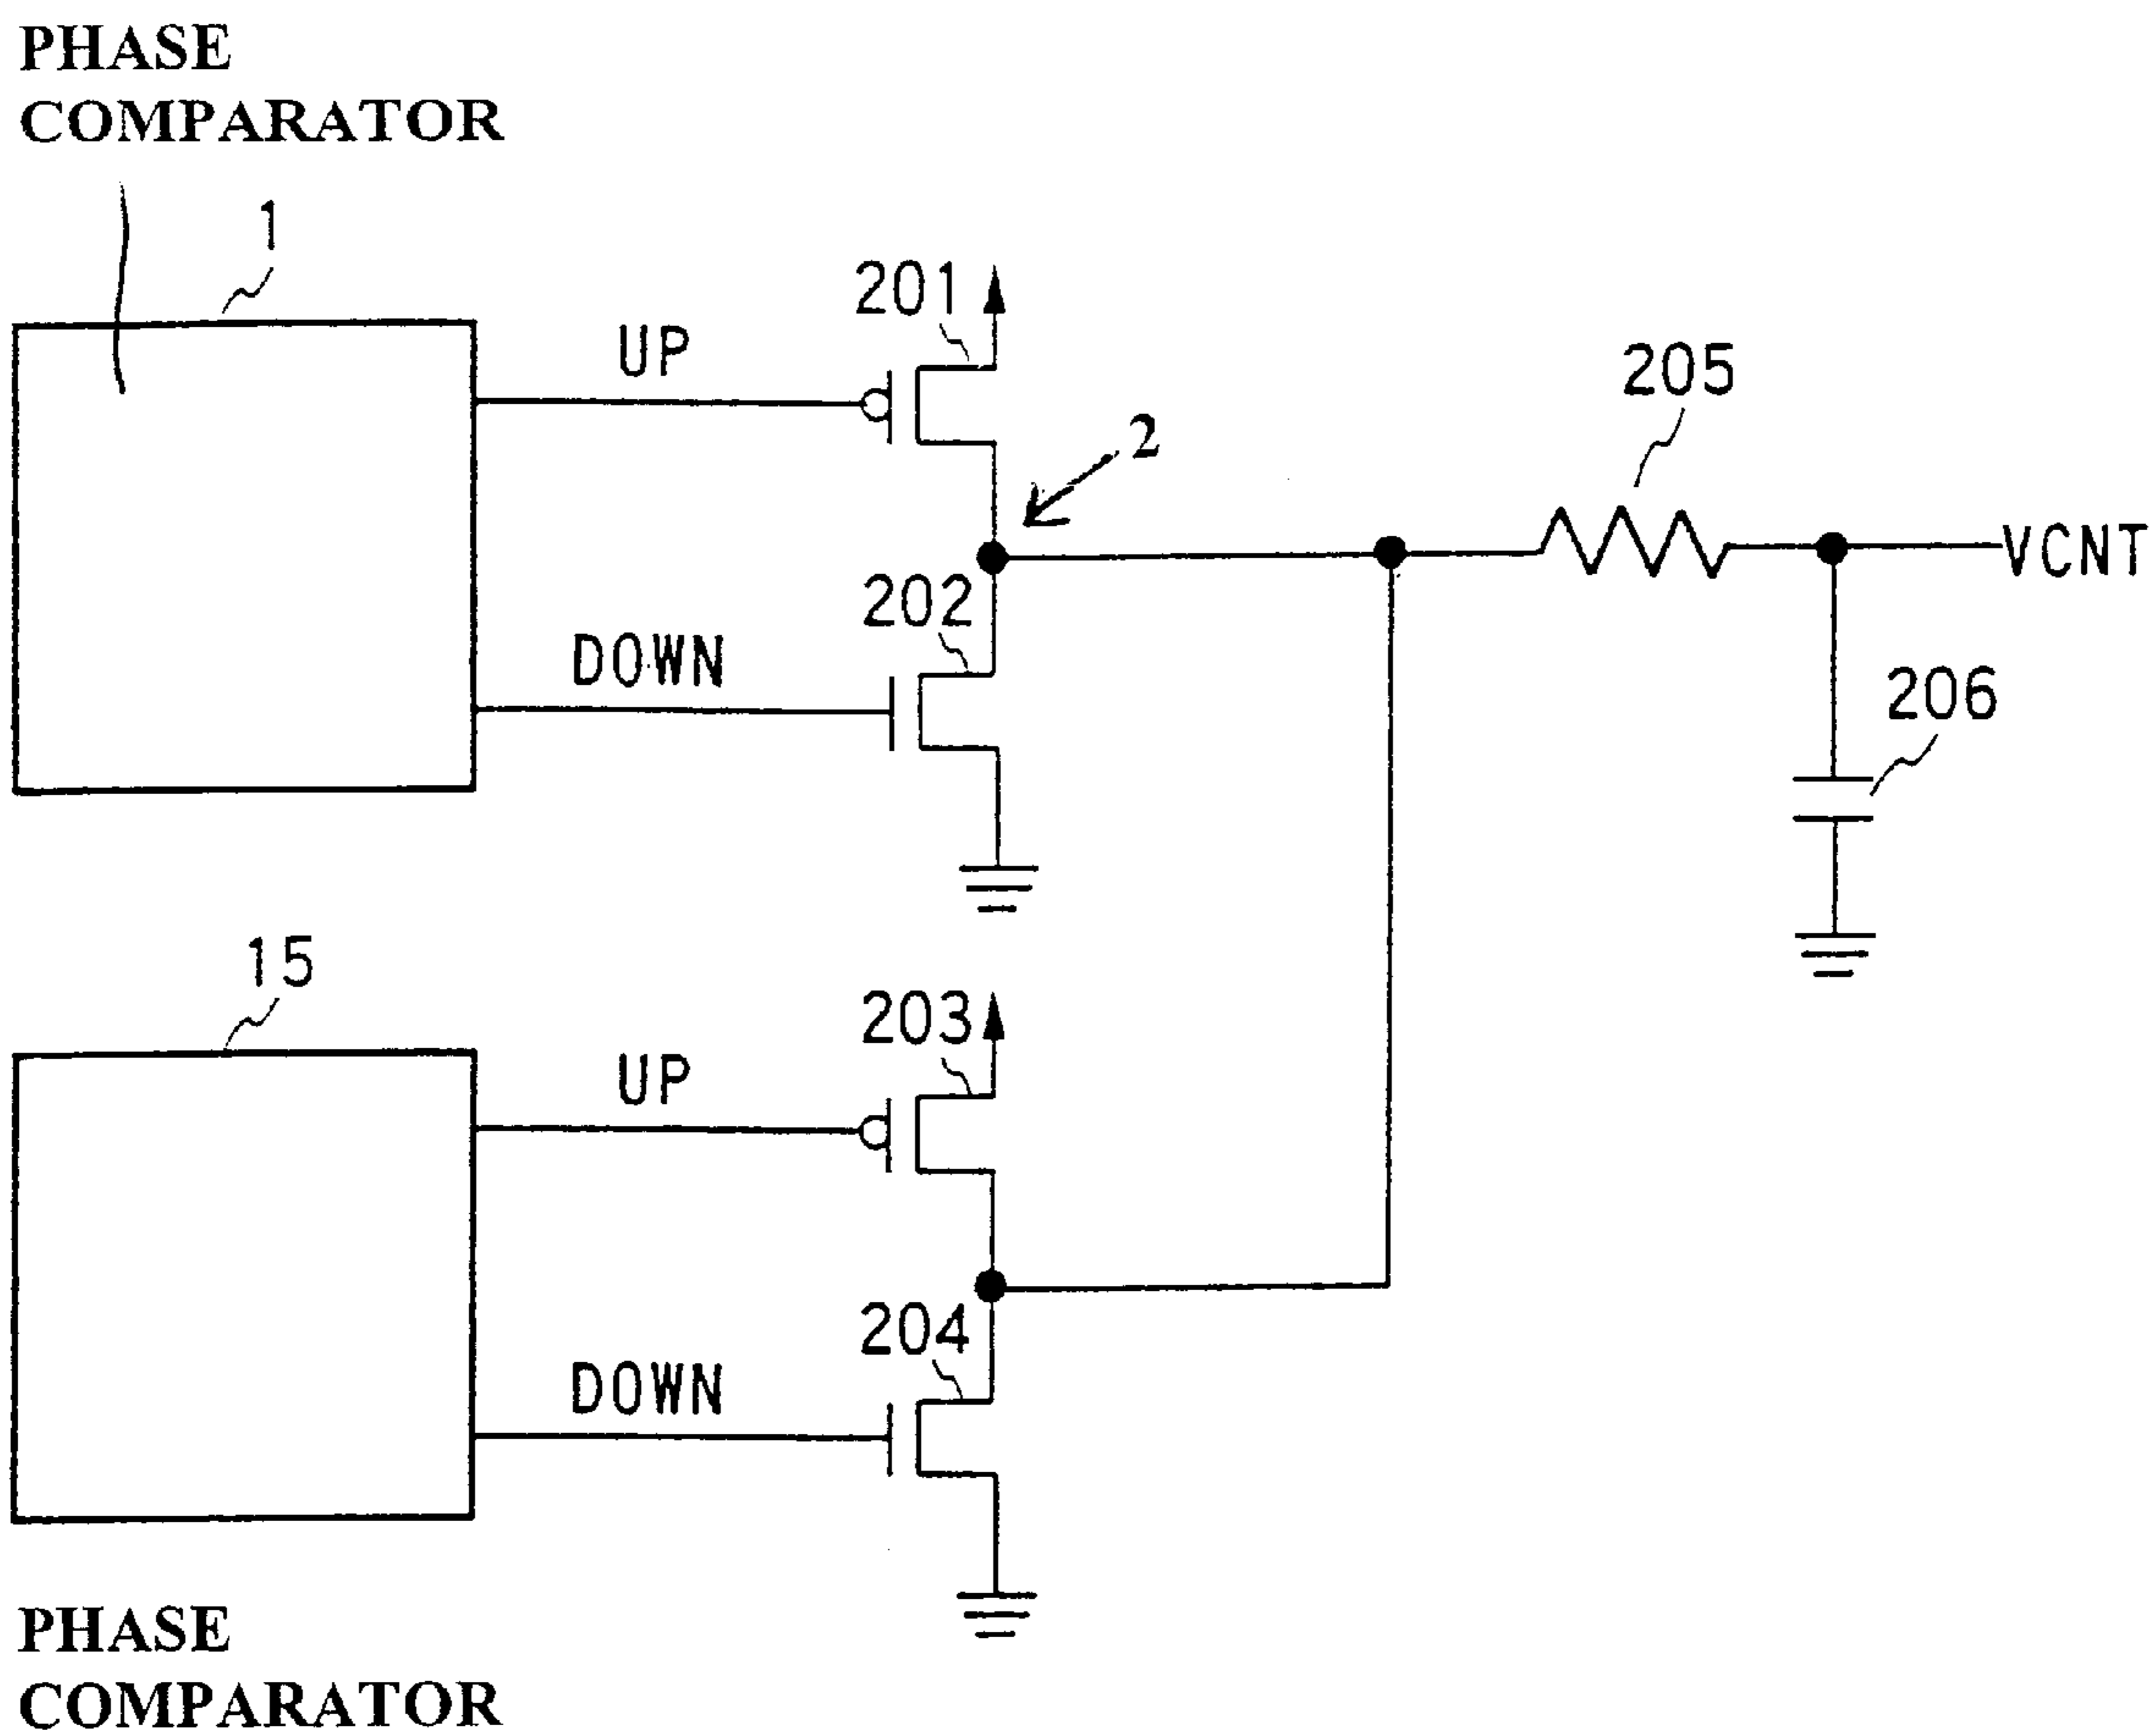 PHASE
COMPARATOR
1
201
UP
205
2
202
VCNT
DOWN
206
15
203
UP
204
DOWN
PHASE
COMPARATOR